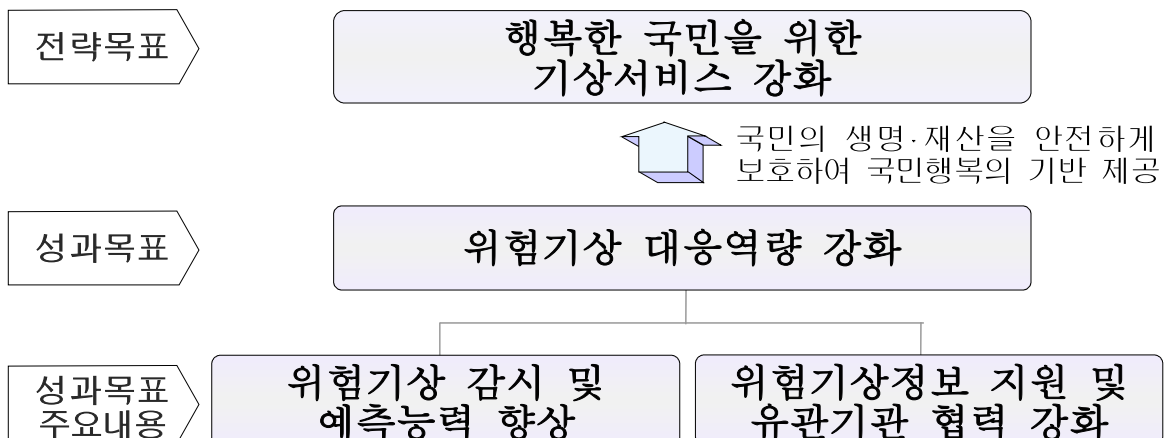 전략목표
행복한 국민을 위한
기상서비스 강화
국민의 생명·재산을 안전하게
보호하여 국민행복의 기반 제공
성과목표
위험기상 대응역량 강화
성과목표
주요내용
위험기상 감시 및
예측능력 향상
위험기상정보 지원 및
유관기관 협력 강화